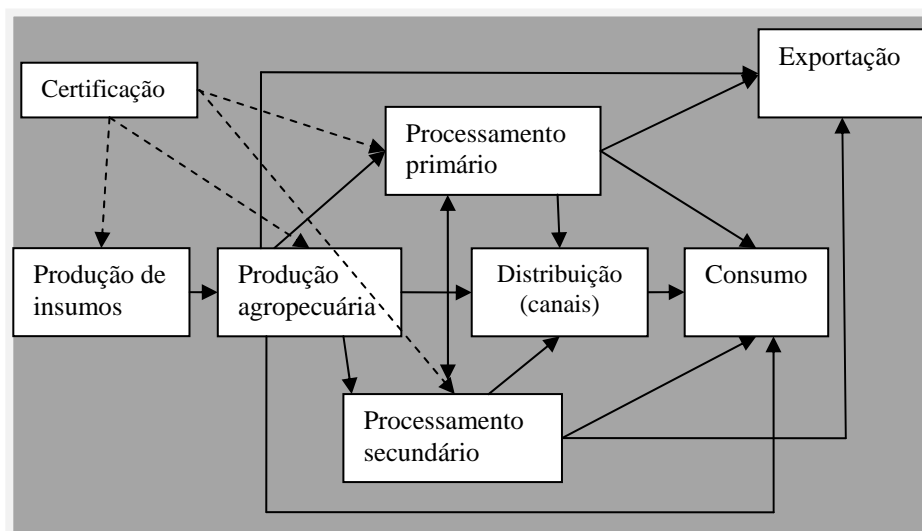 Exportação
Certificação
Processamento
primário
Produção de
insumos
Produção
agropecuária
Distribuição
(canais)
Consumo
Processamento
secundário